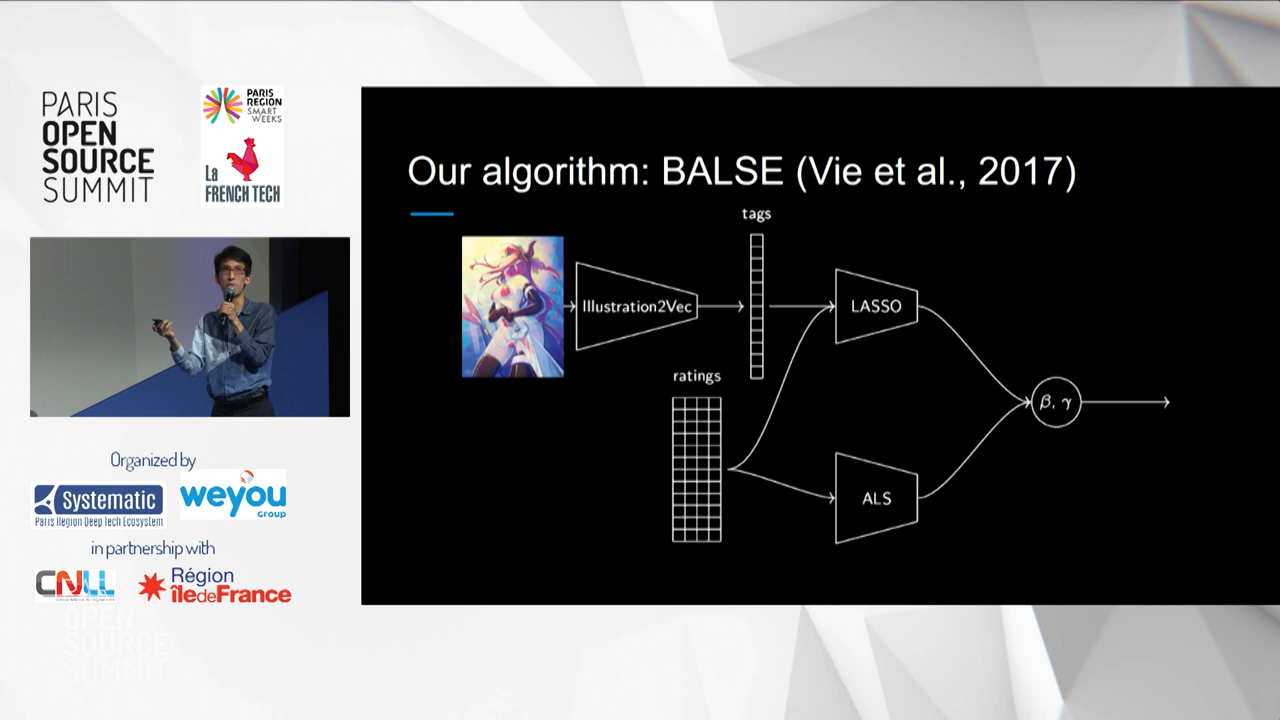 PARIS
OPEN
SOURCE
SUMMIT
PARIS
REGION
SMART
WEEKS
La
FRENCH TECH
Our algorithm: BALSE (Vie et al., 2017)
tags
Illustration2Vec
LASSO
ratings
β, γ
ALS
Organized by
Systematic
Paris Region Deep Tech Ecosystem
weyou
GROUP
in partnership with
CNLL
Région
îledeFrance
OPEN
SOURCE
SUMMIT